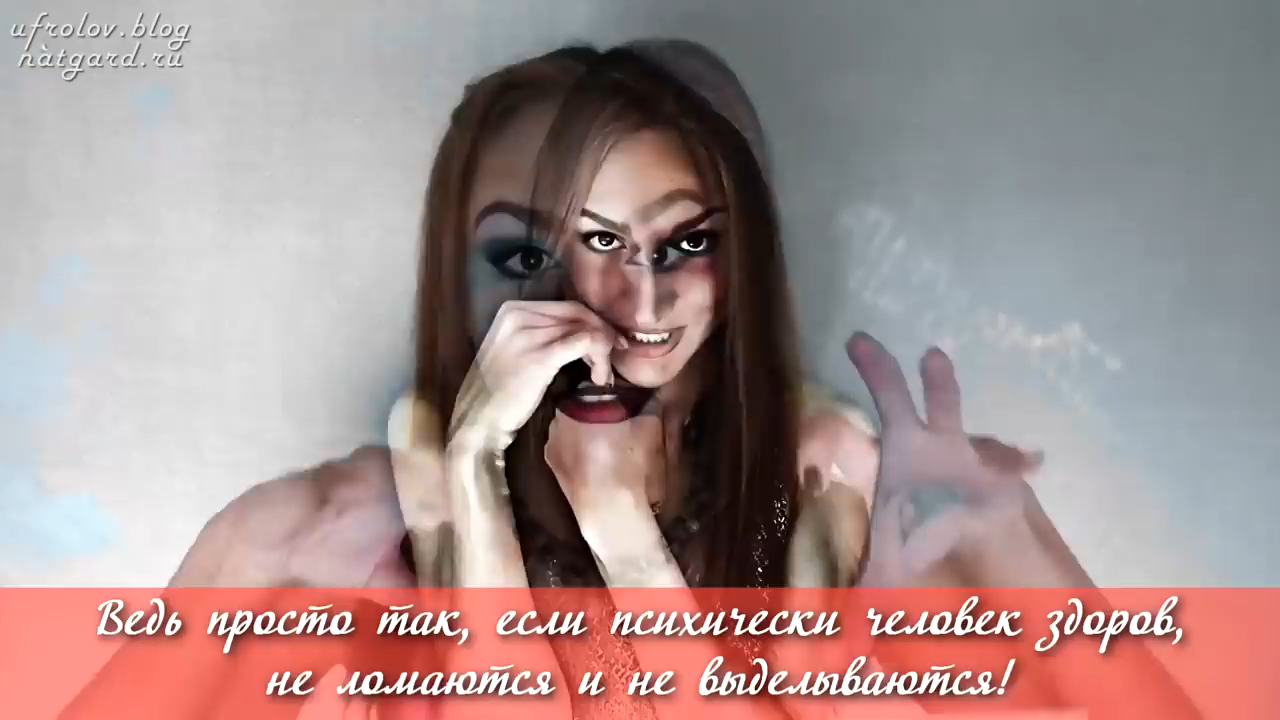 ufrolov.blog
natgard.ru
Ведь просто так, если психически человек здоров,
не ломаются и не выделываются!